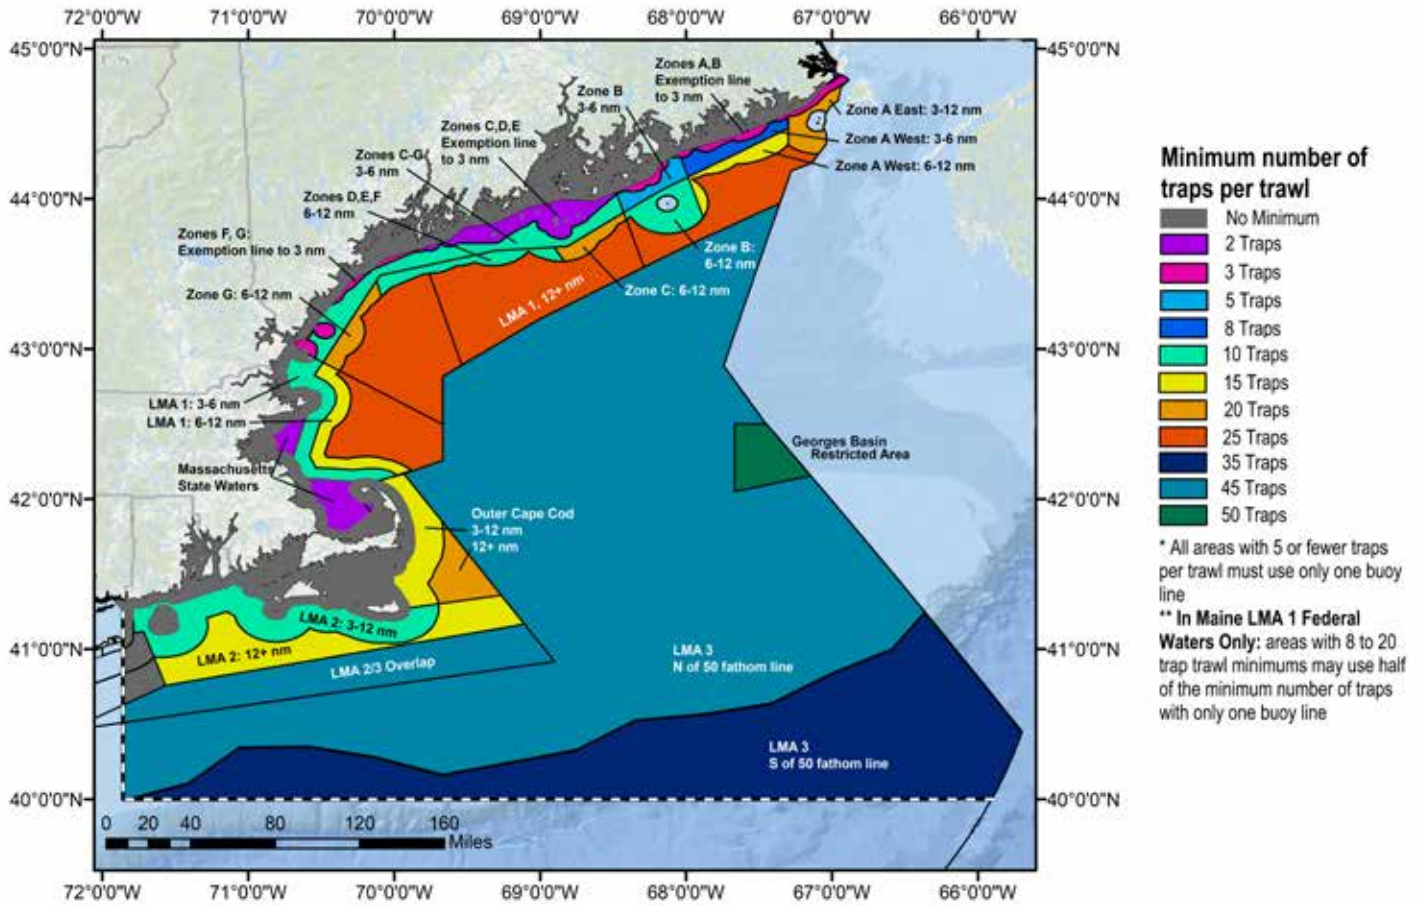 72°0'0"W 71°0'0"W 70°0'0"W 69°0'0"W 68°0'0"W 67°0'0"W 66°0'0"W
45°0'0"N
45°0'0"N
44°0'0"N
44°0'0"N
43°0'0"N
43°0'0"N
42°0'0"N
42°0'0"N
41°0'0"N
41°0'0"N
40°0'0"N
40°0'0"N
Zones A,B
Exemption line
to 3 nm
Zone B
3-6 nm
Zone A East: 3-12 nm
Zones C,D,E
Exemption line
to 3 nm
Zone A West: 3-6 nm
Zones C-G
3-6 nm
Zone A West: 6-12 nm
Zones D,E,F
6-12 nm
Zones F, G:
Exemption line to 3 nm
Zone B:
6-12 nm
Zone G: 6-12 nm
Zone C: 6-12 nm
LMA 1, 12+ nm
LMA 1: 3-6 nm
LMA 1: 6-12 nm
Georges Basin
Restricted Area
Massachusetts
State Waters
Outer Cape Cod
3-12 nm
12+ nm
LMA 2: 3-12 nm
LMA 2: 12+ nm
LMA 2/3 Overlap
LMA 3
N of 50 fathom line
LMA 3
S of 50 fathom line
0 20 40 80 120 160
Miles
72°0'0"W 71°0'0"W 70°0'0"W 69°0'0"W 68°0'0"W 67°0'0"W 66°0'0"W
Minimum number of
traps per trawl
No Minimum
2 Traps
3 Traps
5 Traps
8 Traps
10 Traps
15 Traps
20 Traps
25 Traps
35 Traps
45 Traps
50 Traps
* All areas with 5 or fewer traps
per trawl must use only one buoy
line
** In Maine LMA 1 Federal
Waters Only: areas with 8 to 20
trap trawl minimums may use half
of the minimum number of traps
with only one buoy line